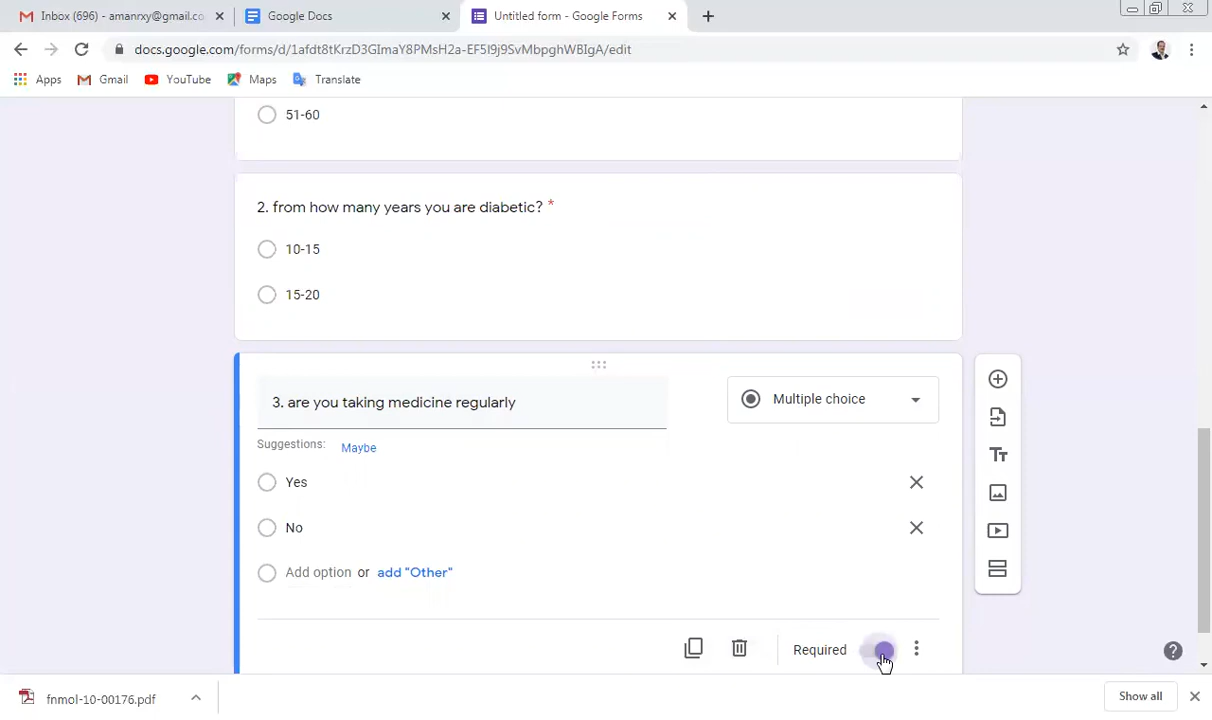 Inbox (696) - amanrxy@gmail.co
Google Docs
Untitled form - Google Forms
docs.google.com/forms/d/1afdt8tKrzD3GImaY8PMsH2a-EF5I9j9SvMbpghWBIgA/edit
Apps
Gmail
YouTube
Maps
Translate
51-60
2. from how many years you are diabetic? *
10-15
15-20
3. are you taking medicine regularly
Multiple choice
Suggestions: Maybe
Yes
No
Add option or add "Other"
Required
fnmol-10-00176.pdf
Show all